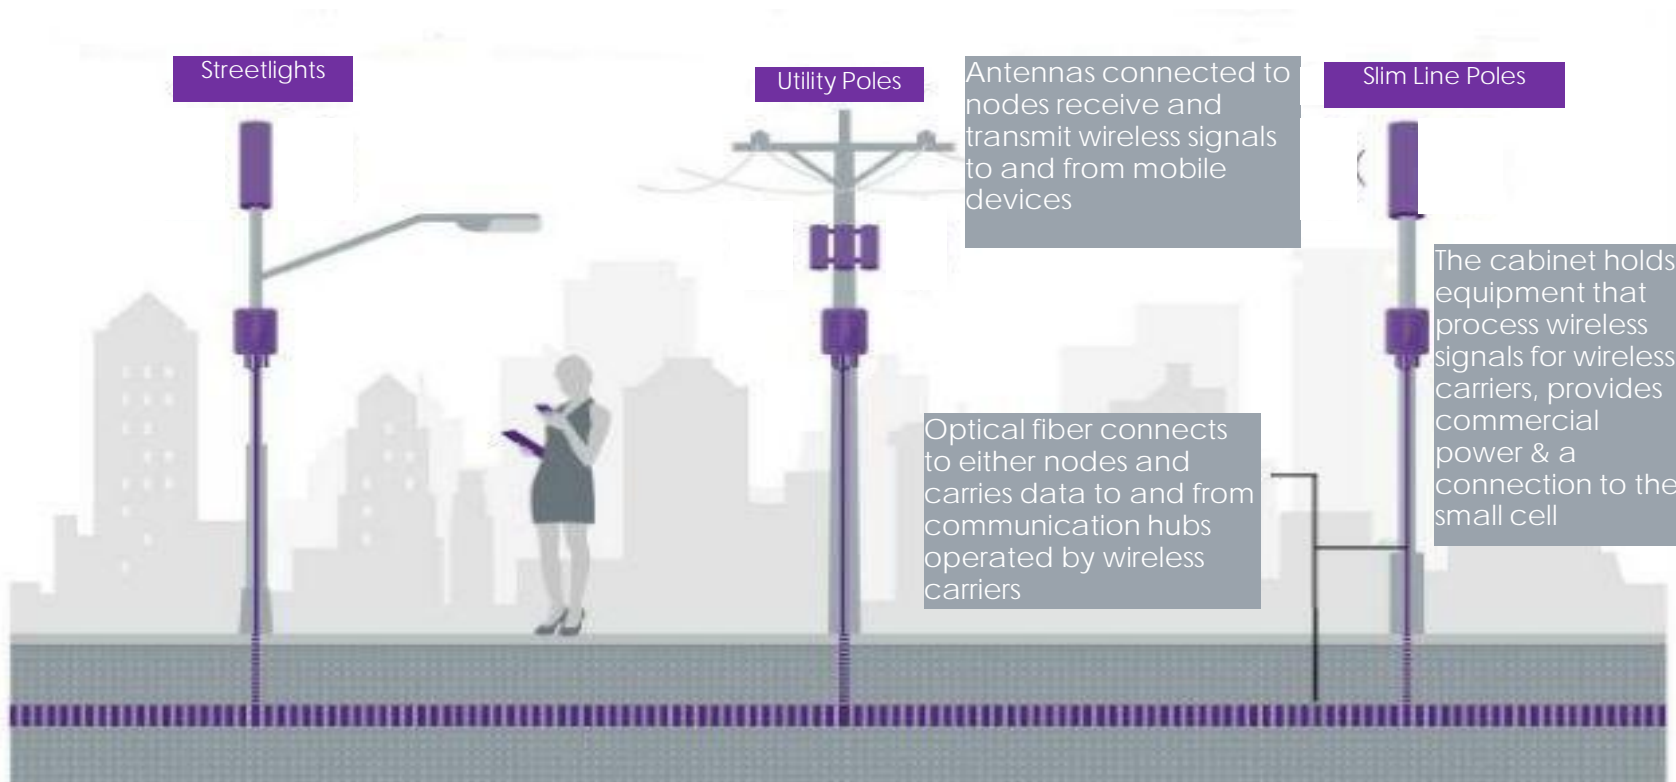 Streetlights
Utility Poles
Antennas connected to
nodes receive and
transmit wireless signals
to and from mobile
devices
Slim Line Poles
The cabinet holds
equipment that
process wireless
signals for wireless
carriers, provides
commercial
power & a
connection to the
small cell
Optical fiber connects
to either nodes and
carries data to and from
communication hubs
operated by wireless
carriers